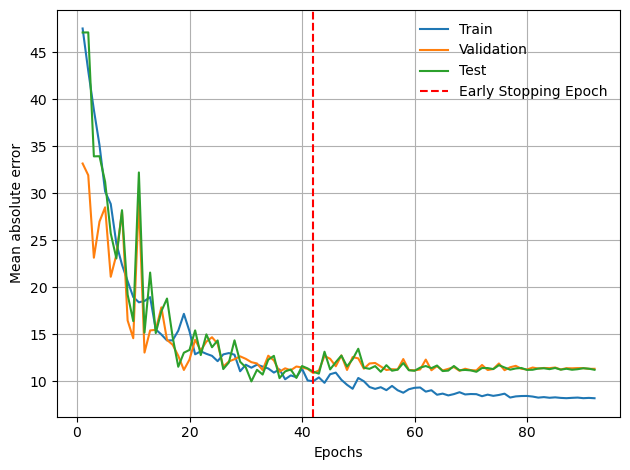 Mean absolute error
45
40
35
30
25
20
15
10
0
20
40
60
80
Epochs
Train
Validation
Test
Early Stopping Epoch